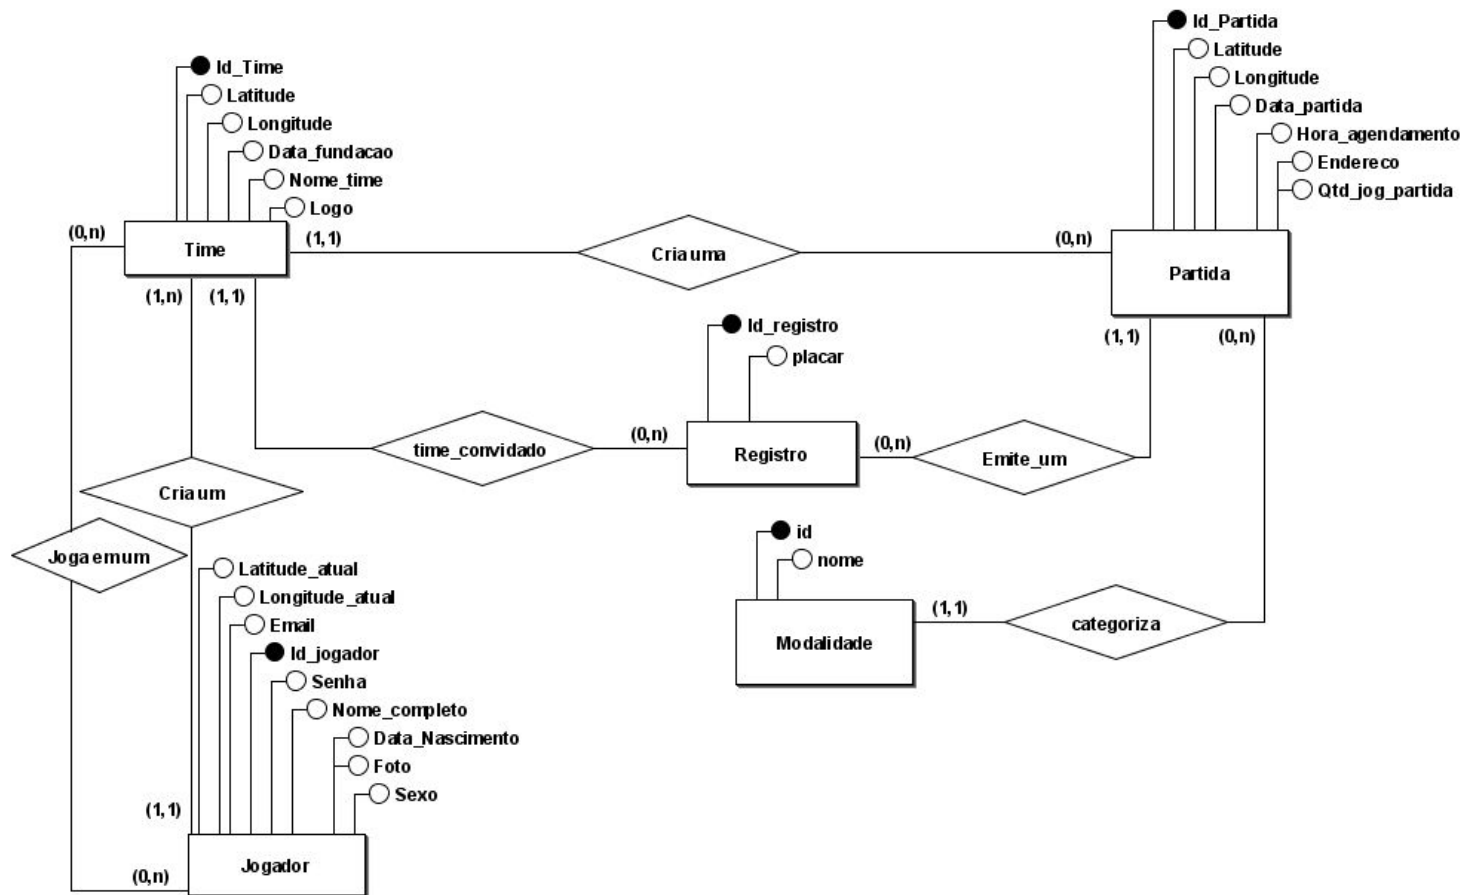 Id_Partida
Latitude
Longitude
Data_partida
Hora_agendamento
Endereco
Qtd_jog_partida
Id_Time
Latitude
Longitude
Data_fundacao
Nome_time
Logo
(0,n)
Time
(1,1)
Cria uma
(0,n)
Partida
(1,n)
(1,1)
(1,1)
(0,n)
Id_registro
placar
time_convidado
(0,n)
Registro
(0,n)
Emite_um
Cria um
Joga em um
id
nome
Modalidade
(1,1)
categoriza
Latitude_atual
Longitude_atual
Email
Id_jogador
Senha
Nome_completo
Data_Nascimento
Foto
Sexo
(1,1)
Jogador
(0,n)